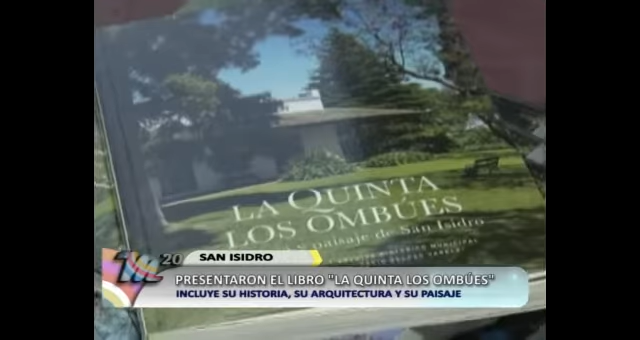 LA QUINTA
LOS OMBÚES
y paisaje de San Isidro
20
SAN ISIDRO
PRESENTARON EL LIBRO "LA QUINTA LOS OMBÚES"
INCLUYE SU HISTORIA, SU ARQUITECTURA Y SU PAISAJE